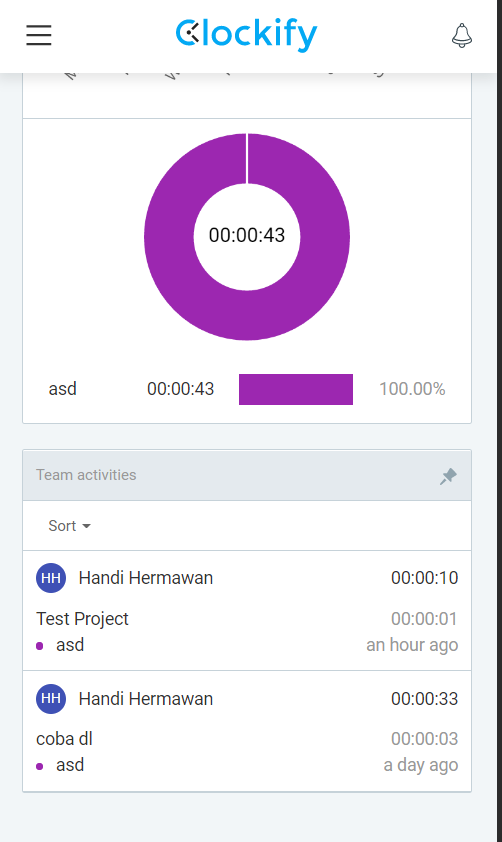 Clockify
00:00:43
asd 00:00:43 100.00%
Team activities
Sort
HH Handi Hermawan 00:00:10
Test Project 00:00:01
asd an hour ago
HH Handi Hermawan 00:00:33
coba dl 00:00:03
asd a day ago